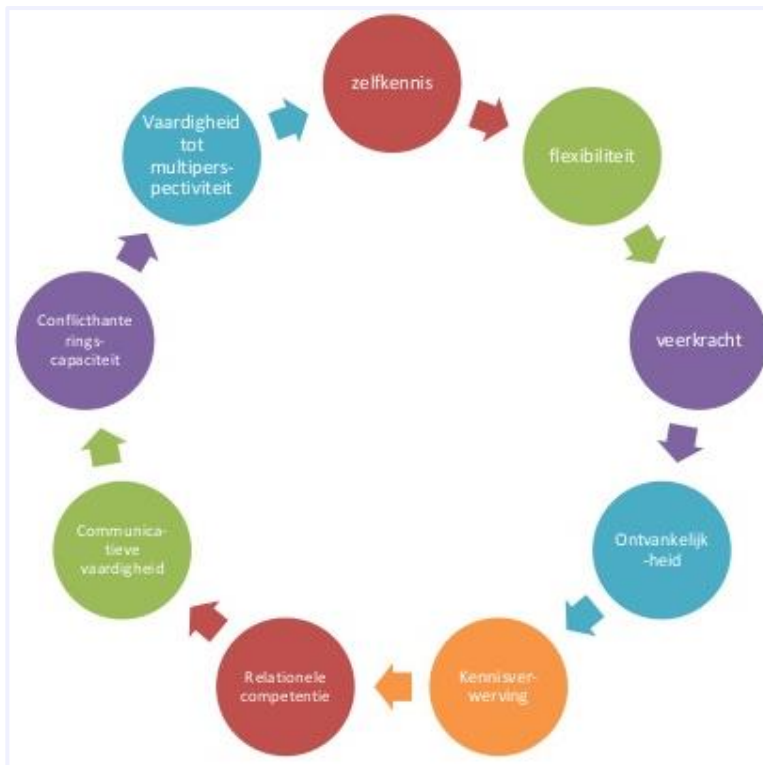 zelfkennis
flexibiliteit
veerkracht
Ontvankelijk
-heid
Kennisver-
werving
Relationele
competentie
Communica-
tieve
vaardigheid
Conflicthante
rings-
capaciteit
Vaardigheid
tot
multipers-
pectiviteit